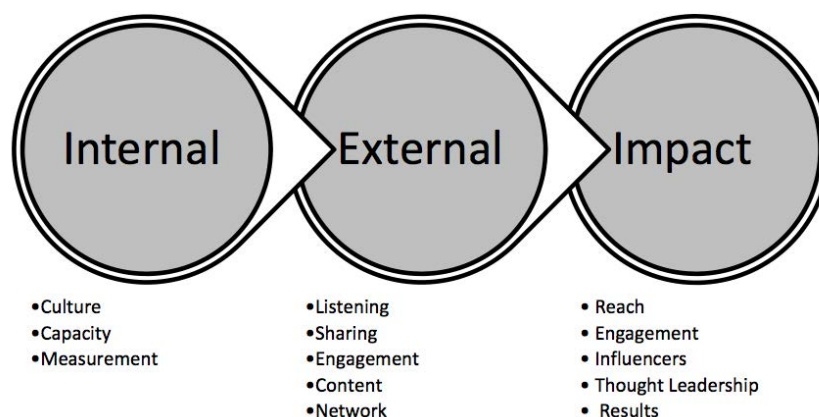 Internal
External
Impact
•Culture
•Capacity
•Measurement
•Listening
•Sharing
•Engagement
•Content
•Network
• Reach
• Engagement
• Influencers
• Thought Leadership
• Results